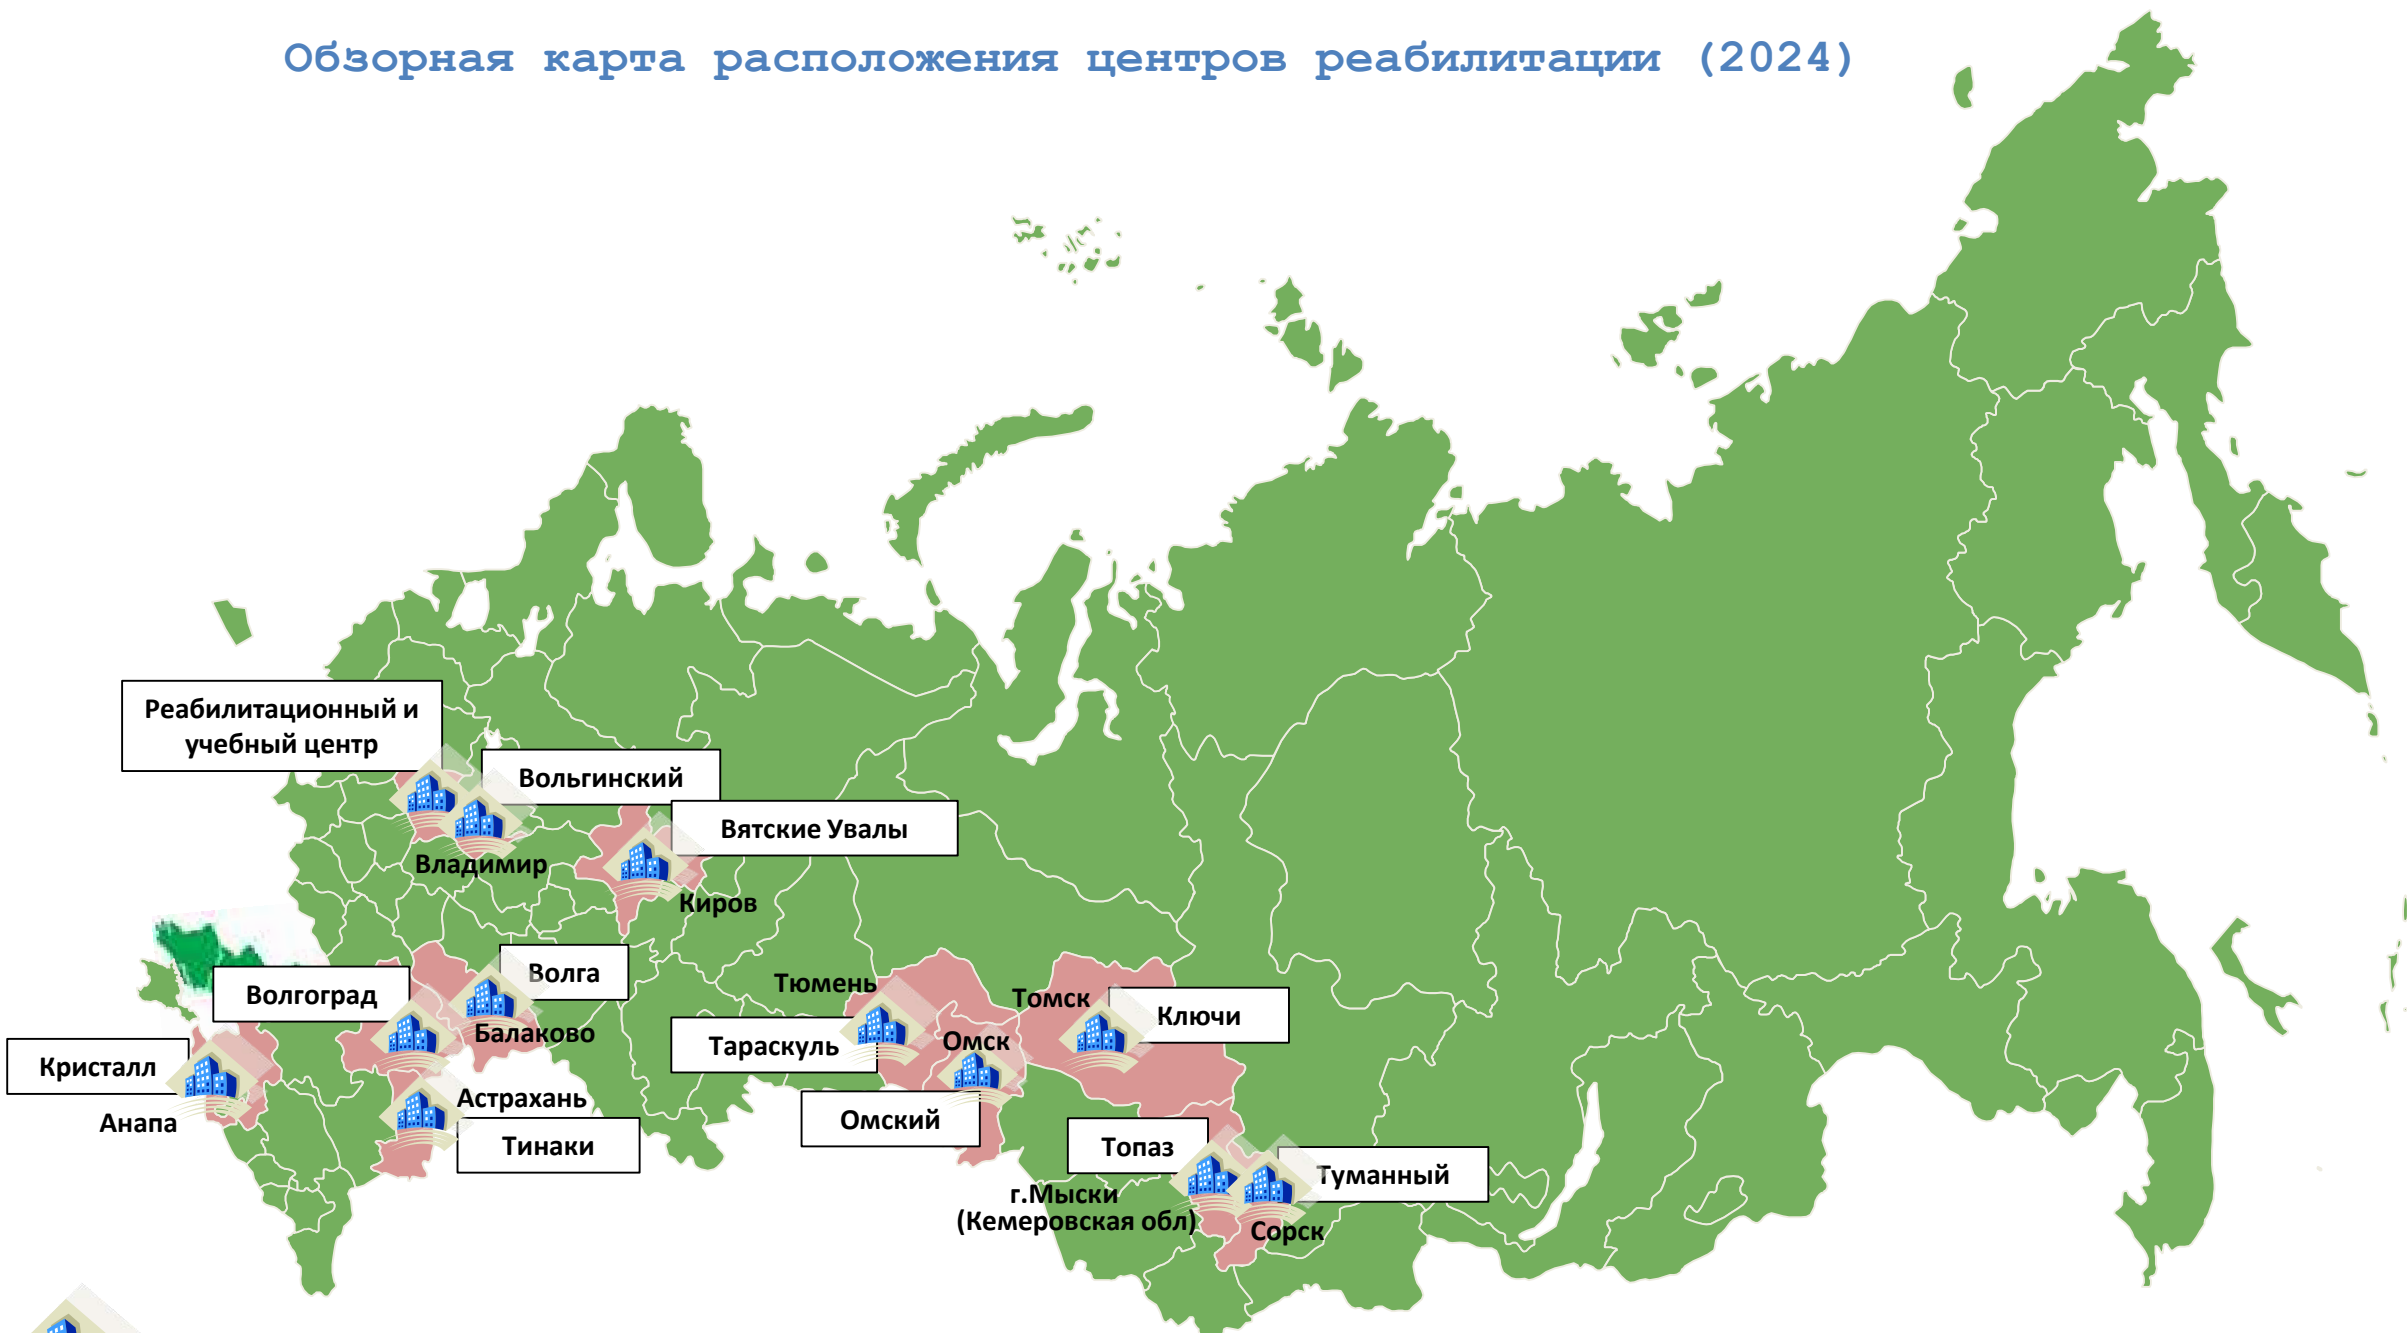 Обзорная карта расположения центров реабилитации (2024)
Реабилитационный и
учебный центр
Вольгинский
Вятские Увалы
Владимир
Киров
Волга
Волгоград
Балаково
Тюмень
Томск
Ключи
Тараскуль
Омск
Кристалл
Анапа
Астрахань
Тинаки
Омский
Топаз
Туманный
г.Мыски
(Кемеровская обл)
Сорск